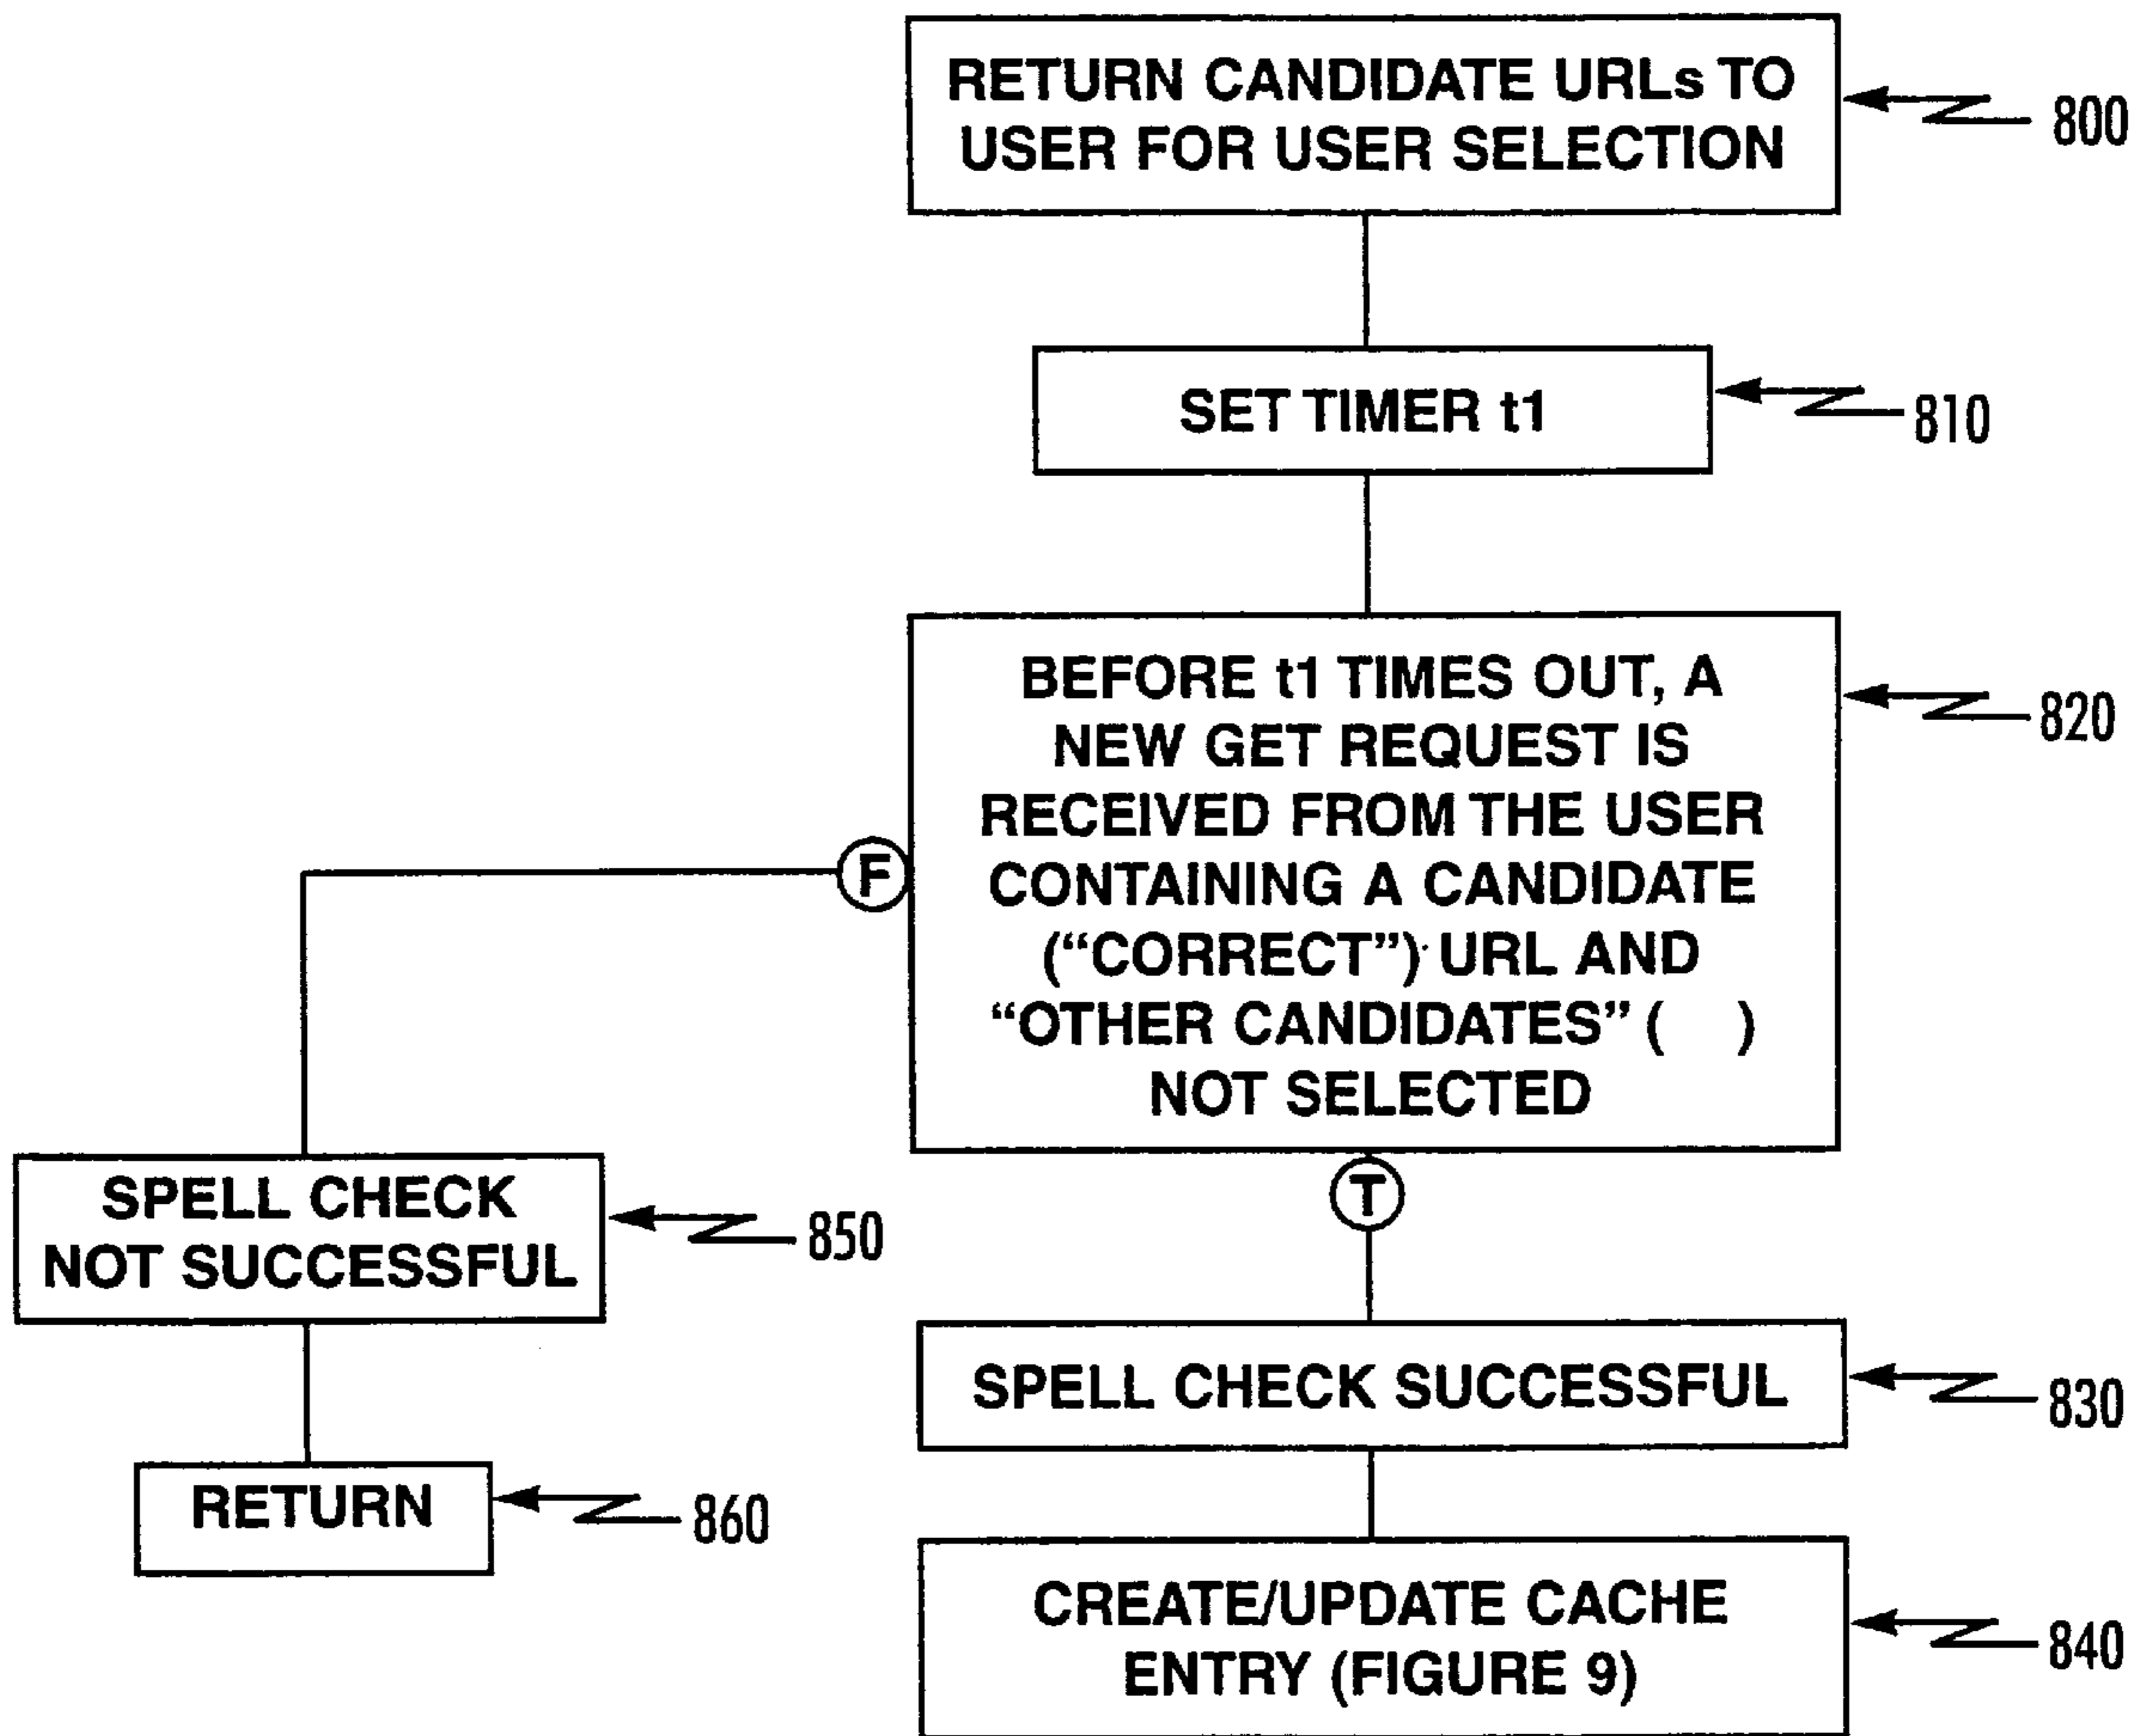 RETURN CANDIDATE URLs TO
USER FOR USER SELECTION
800
SET TIMER t1
810
BEFORE t1 TIMES OUT, A
NEW GET REQUEST IS
RECEIVED FROM THE USER
CONTAINING A CANDIDATE
(“CORRECT”) URL AND
“OTHER CANDIDATES” ( )
NOT SELECTED
820
F
T
SPELL CHECK
NOT SUCCESSFUL
850
SPELL CHECK SUCCESSFUL
830
RETURN
860
CREATE/UPDATE CACHE
ENTRY (FIGURE 9)
840